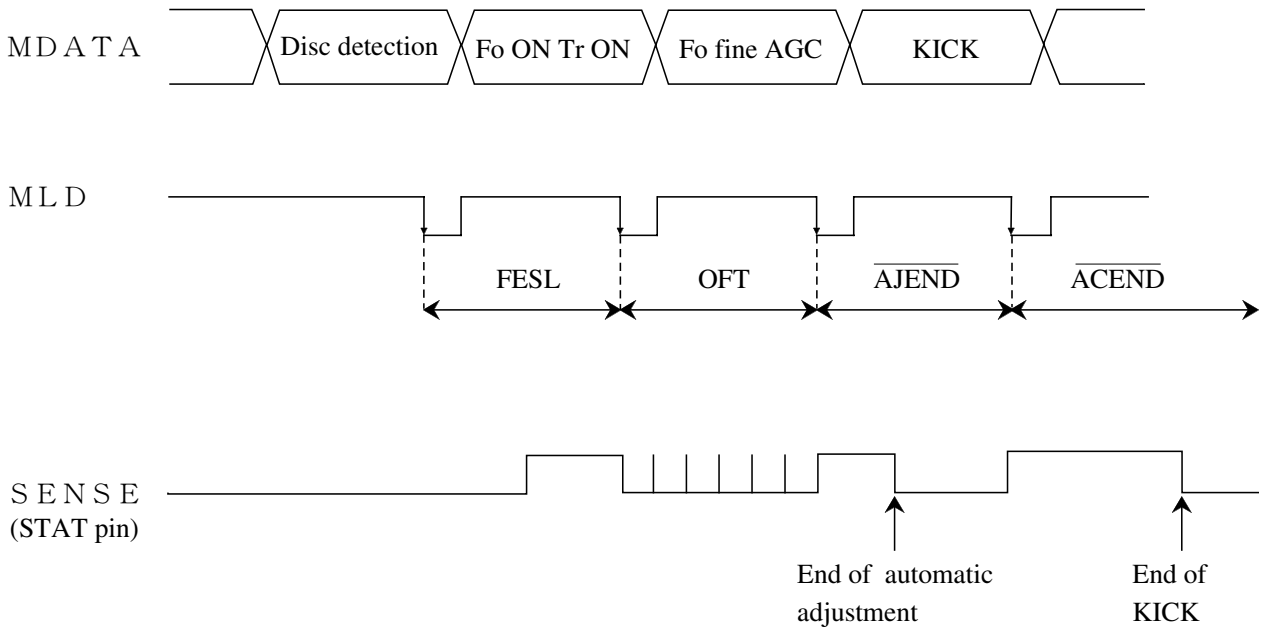 MDATA
Disc detection
Fo ON Tr ON
Fo fine AGC
KICK
MLD
FESL
OFT
AJEND
ACEND
SENSE
(STAT pin)
End of automatic
adjustment
End of
KICK